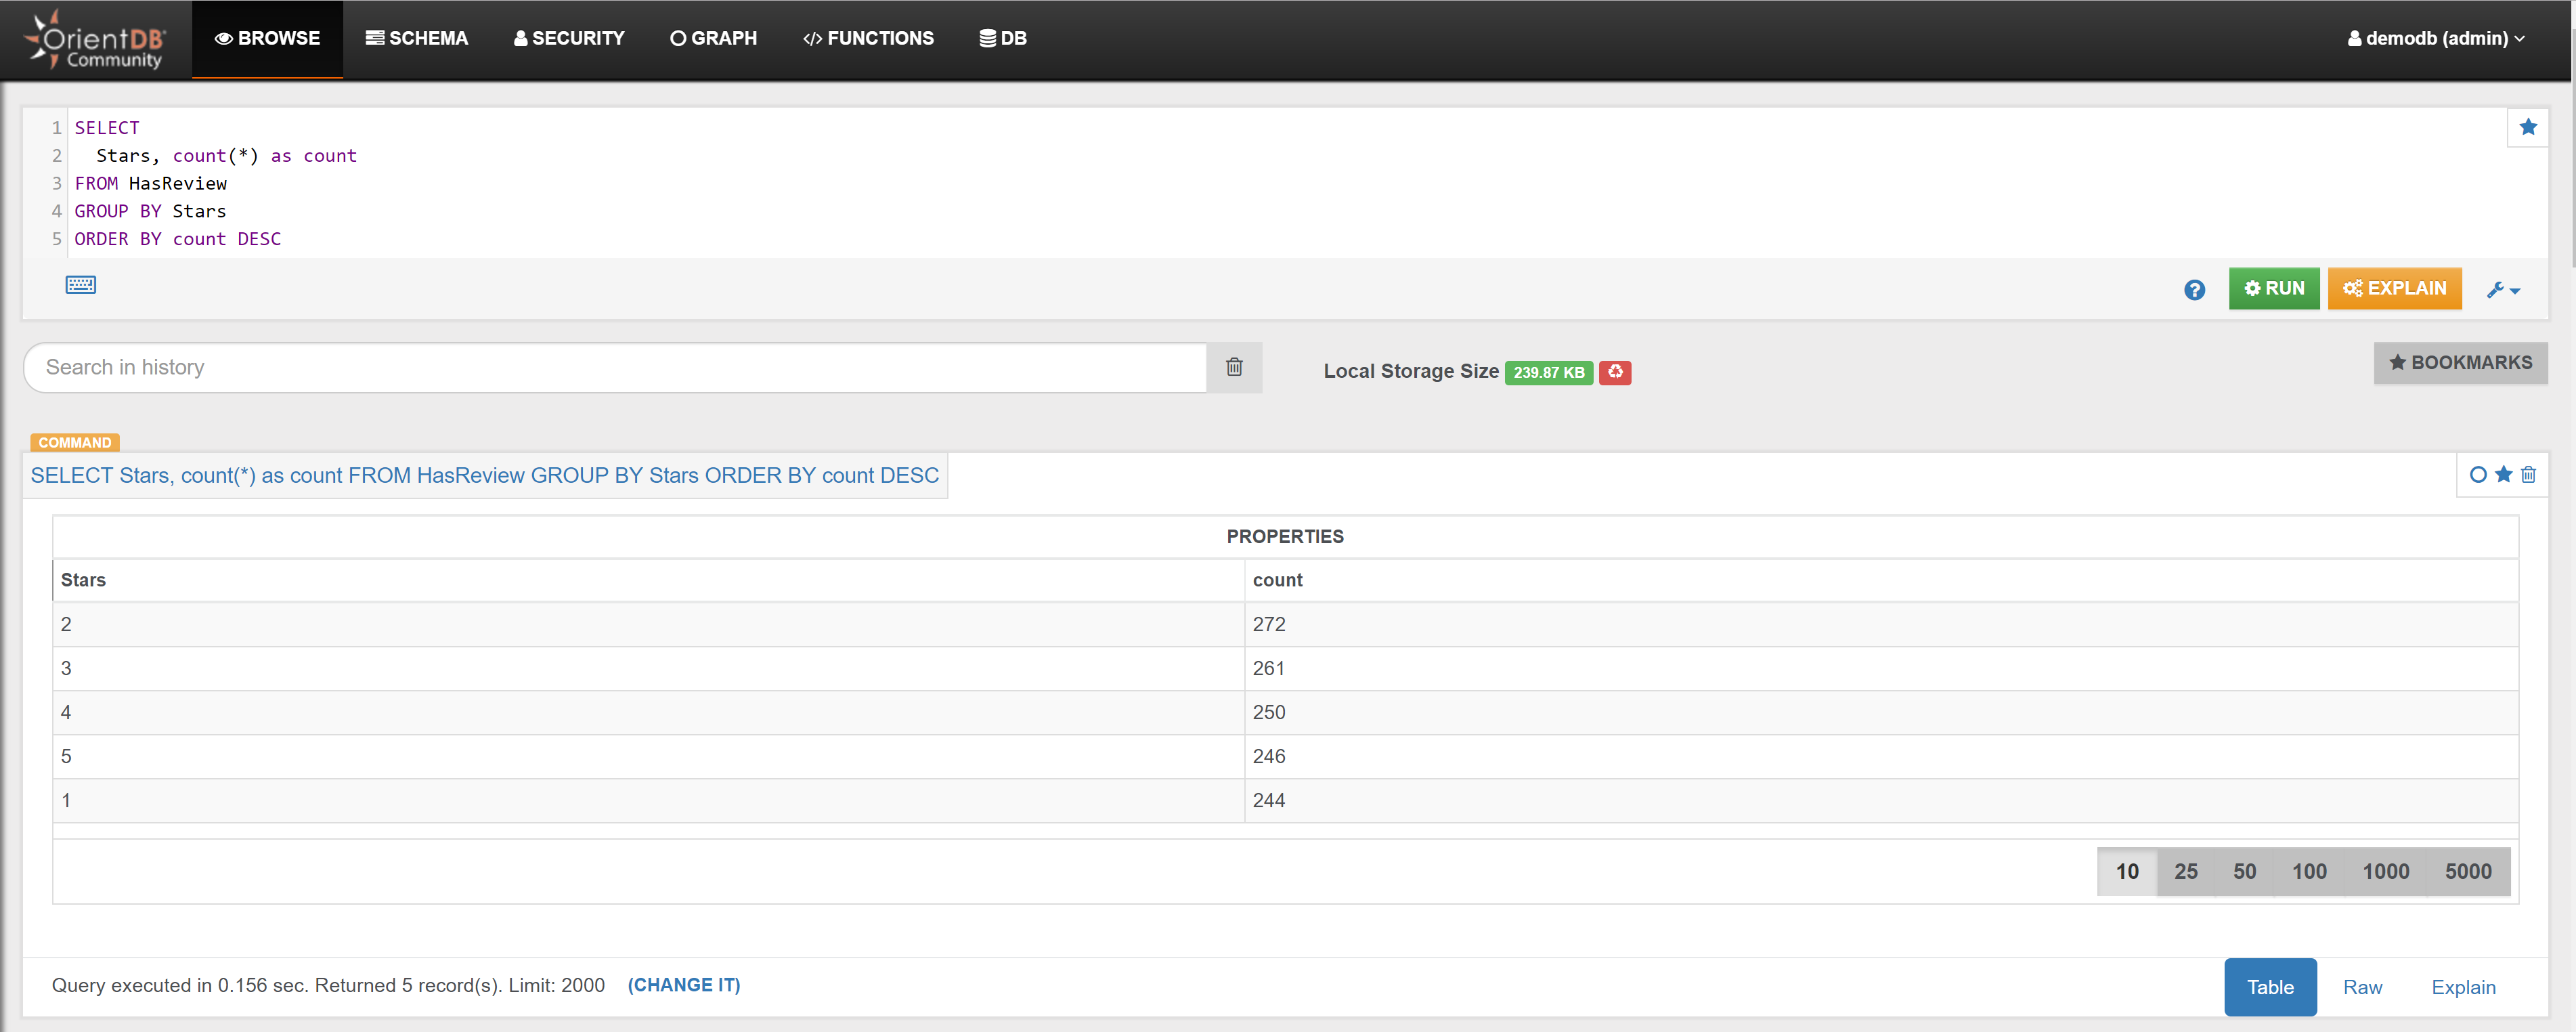 OrientDB®
Community
BROWSE
SCHEMA
SECURITY
GRAPH
</> FUNCTIONS
DB
demodb (admin)
1 SELECT
2   Stars, count(*) as count
3 FROM HasReview
4 GROUP BY Stars
5 ORDER BY count DESC
RUN
EXPLAIN
Search in history
Local Storage Size 239.87 KB
BOOKMARKS
COMMAND
SELECT Stars, count(*) as count FROM HasReview GROUP BY Stars ORDER BY count DESC
PROPERTIES
Stars count
2 272
3 261
4 250
5 246
1 244
10 25 50 100 1000 5000
Query executed in 0.156 sec. Returned 5 record(s). Limit: 2000 (CHANGE IT)
Table Raw Explain